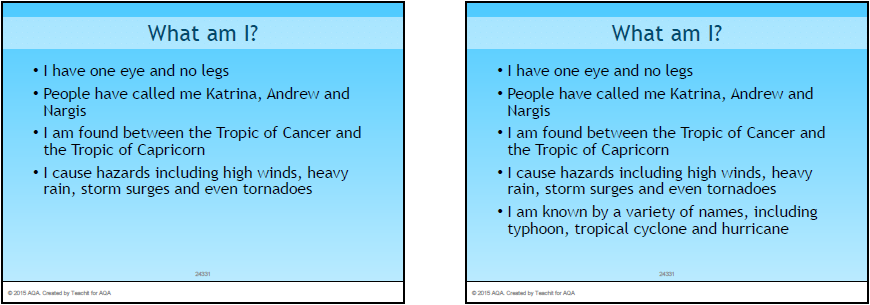 What am I?
• I have one eye and no legs
• People have called me Katrina, Andrew and
Nargis
• I am found between the Tropic of Cancer and
the Tropic of Capricorn
• I cause hazards including high winds, heavy
rain, storm surges and even tornadoes
24331
© 2015 AQA. Created by Teachit for AQA
What am I?
• I have one eye and no legs
• People have called me Katrina, Andrew and
Nargis
• I am found between the Tropic of Cancer and
the Tropic of Capricorn
• I cause hazards including high winds, heavy
rain, storm surges and even tornadoes
• I am known by a variety of names, including
typhoon, tropical cyclone and hurricane
24331
© 2015 AQA. Created by Teachit for AQA